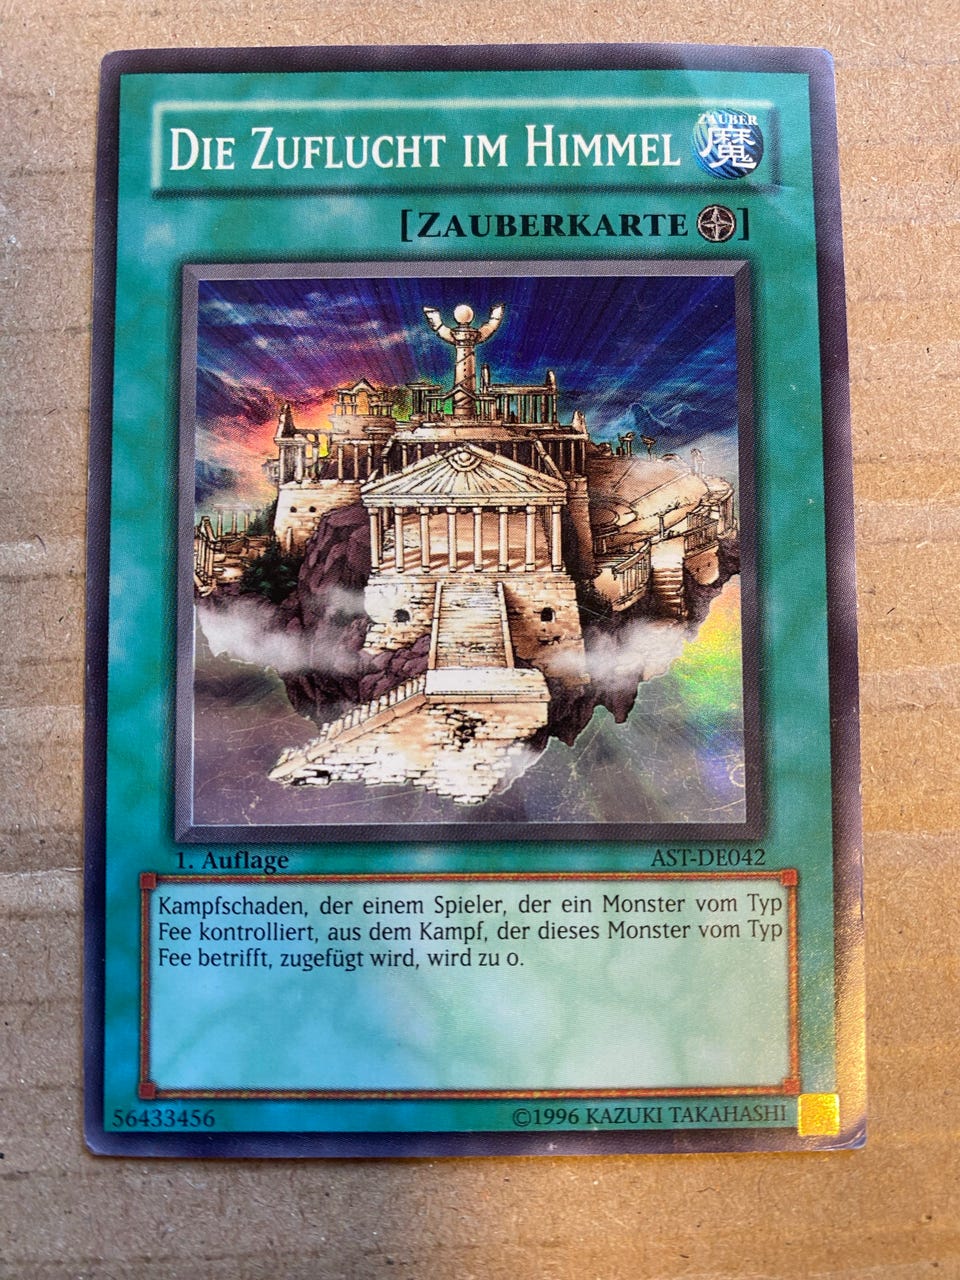 DIE ZUFLUCHT IM HIMMEL
ZAUBER
魔
[ZAUBERKARTE]
1. Auflage
AST-DE042
Kampfschaden, der einem Spieler, der ein Monster vom Typ
Fee kontrolliert, aus dem Kampf, der dieses Monster vom Typ
Fee betrifft, zugefügt wird, wird zu 0.
56433456
©1996 KAZUKI TAKAHASHI